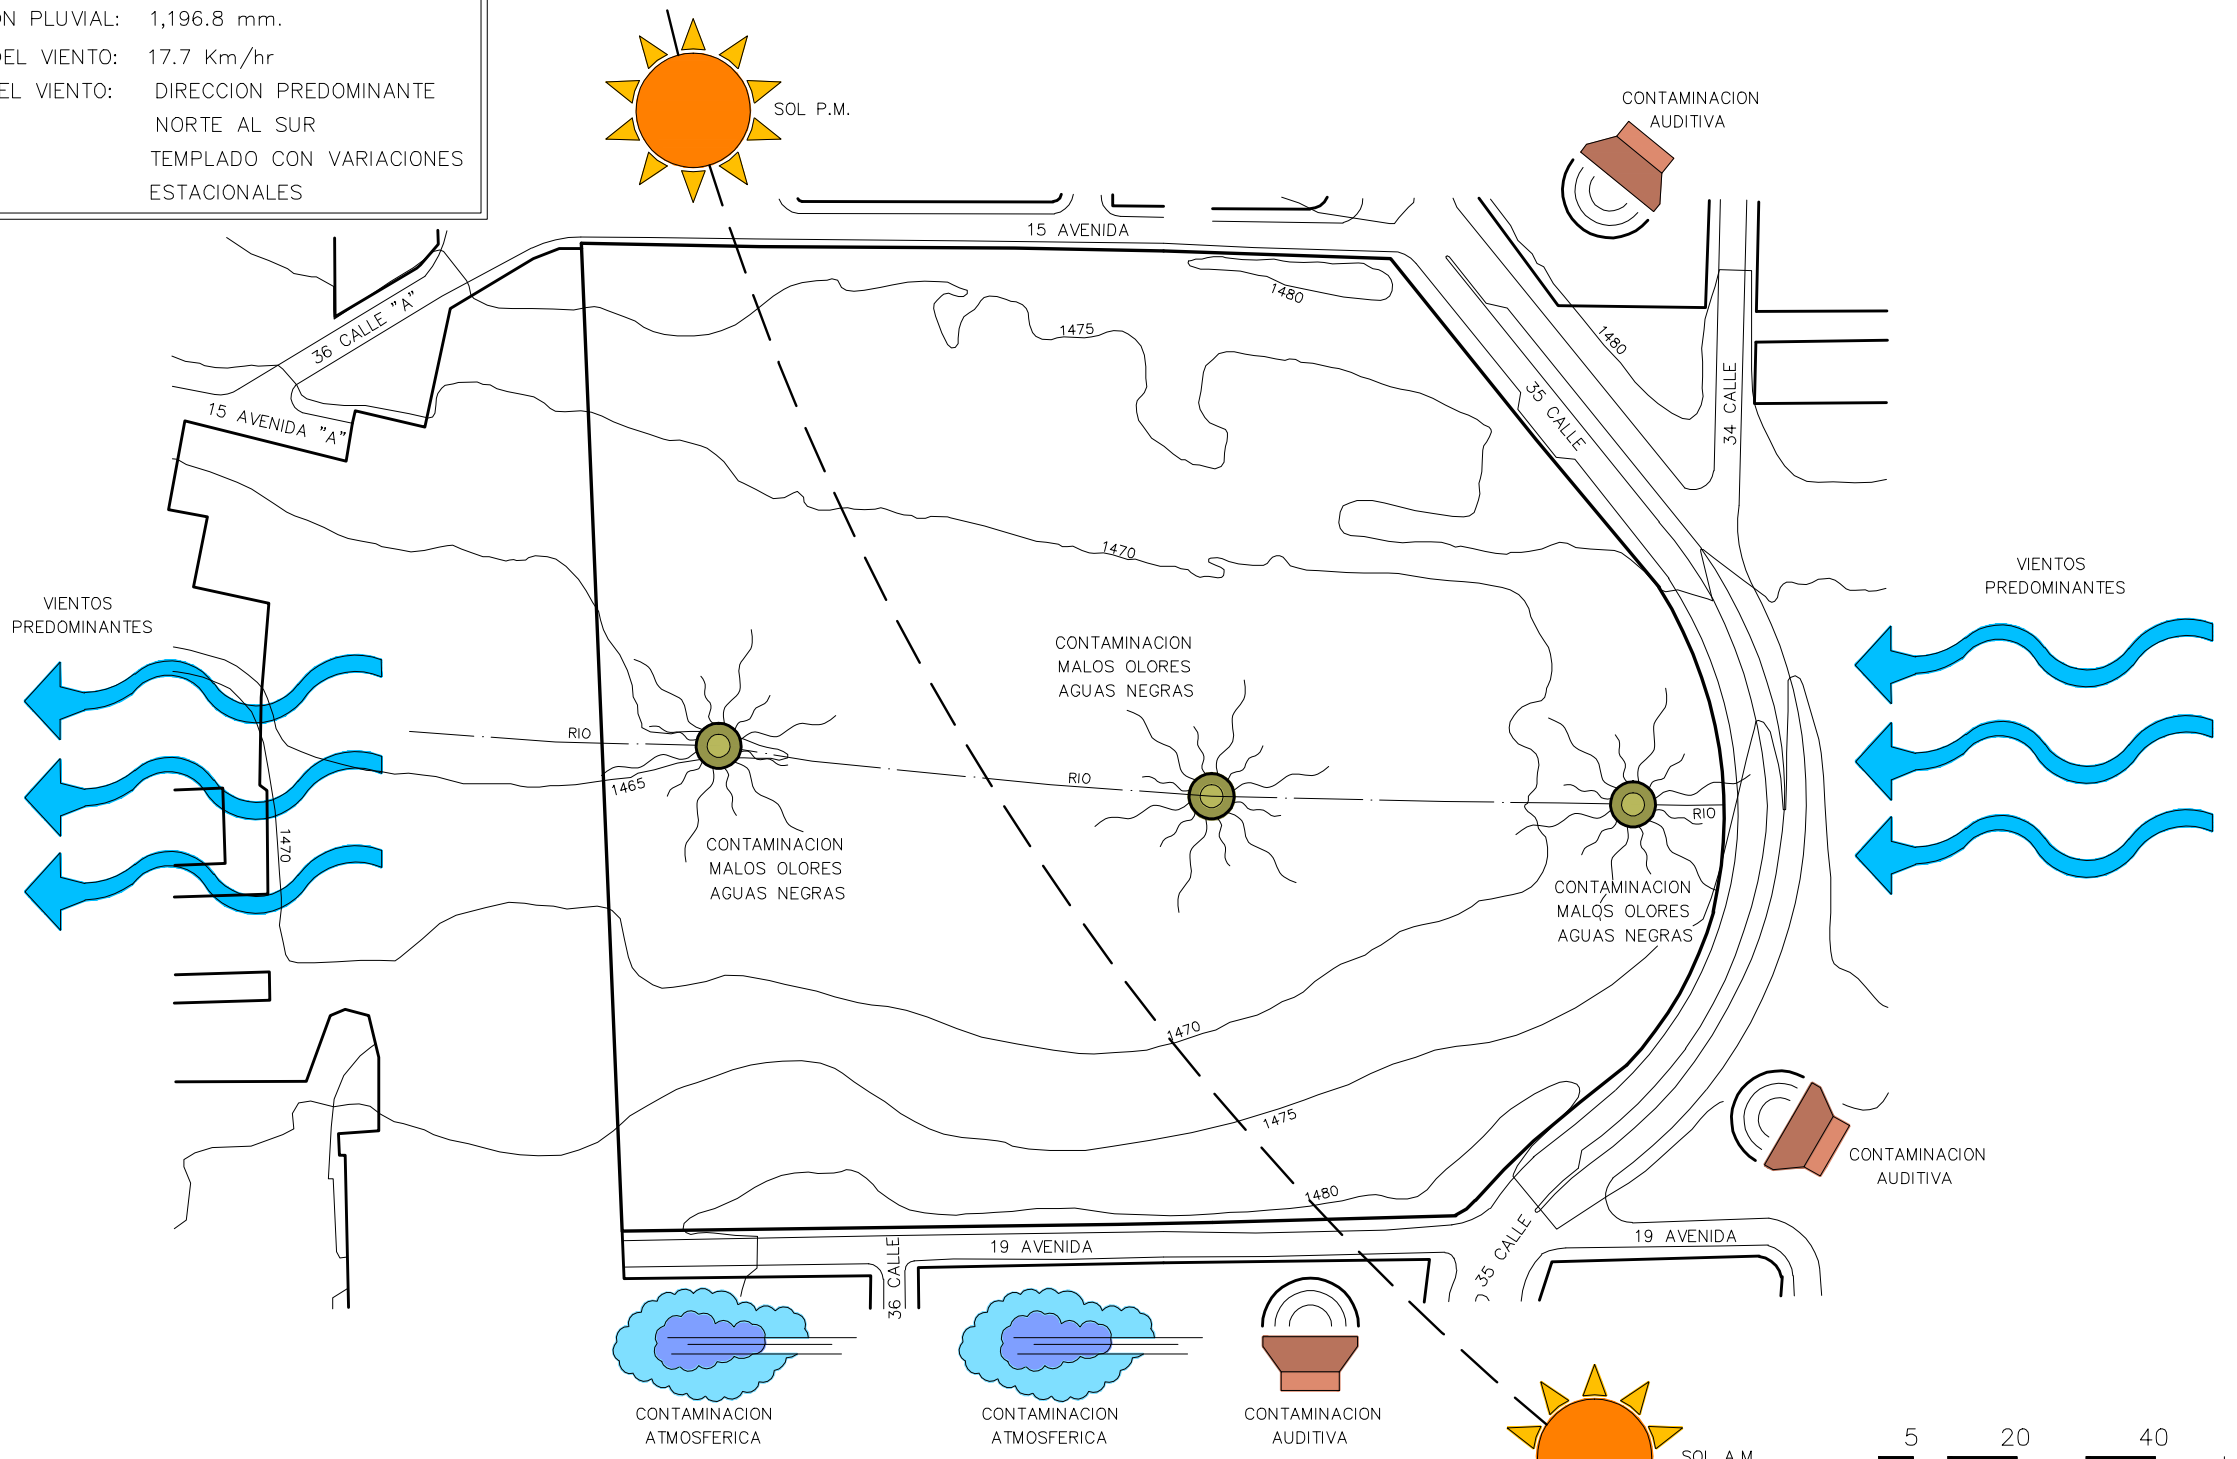 ON PLUVIAL: 1,196.8 mm.
DEL VIENTO: 17.7 Km/hr
EL VIENTO: DIRECCION PREDOMINANTE
NORTE AL SUR
TEMPLADO CON VARIACIONES
ESTACIONALES
SOL P.M.
CONTAMINACION
AUDITIVA
15 AVENIDA
36 CALLE "A"
15 AVENIDA "A"
1480
1475
1480
35 CALLE
34 CALLE
1470
VIENTOS
PREDOMINANTES
VIENTOS
PREDOMINANTES
CONTAMINACION
MALOS OLORES
AGUAS NEGRAS
RIO
RIO
RIO
1465
1470
CONTAMINACION
MALOS OLORES
AGUAS NEGRAS
CONTAMINACION
MALOS OLORES
AGUAS NEGRAS
1470
1475
1480
CONTAMINACION
AUDITIVA
19 AVENIDA
36 CALLE
35 CALLE
19 AVENIDA
CONTAMINACION
ATMOSFERICA
CONTAMINACION
ATMOSFERICA
CONTAMINACION
AUDITIVA
SOL A.M.
5 20 40